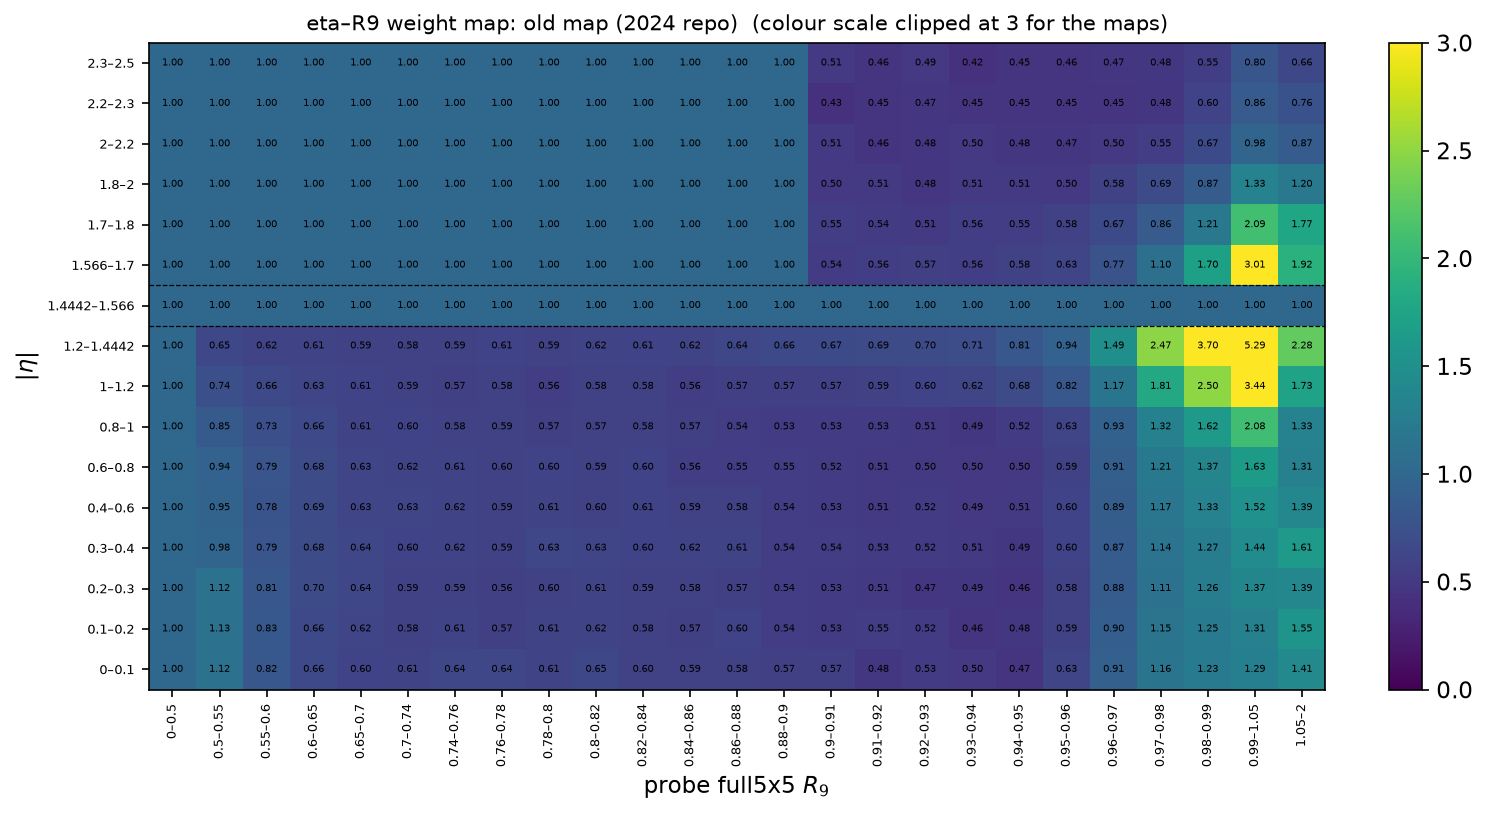 eta–R9 weight map: old map (2024 repo)  (colour scale clipped at 3 for the maps)
2.3–2.5 1.00 1.00 1.00 1.00 1.00 1.00 1.00 1.00 1.00 1.00 1.00 1.00 1.00 1.00 0.51 0.46 0.49 0.42 0.45 0.46 0.47 0.48 0.55 0.80 0.66
2.2–2.3 1.00 1.00 1.00 1.00 1.00 1.00 1.00 1.00 1.00 1.00 1.00 1.00 1.00 1.00 0.43 0.45 0.47 0.45 0.45 0.45 0.45 0.48 0.60 0.86 0.76
2–2.2 1.00 1.00 1.00 1.00 1.00 1.00 1.00 1.00 1.00 1.00 1.00 1.00 1.00 1.00 0.51 0.46 0.48 0.50 0.48 0.47 0.50 0.55 0.67 0.98 0.87
1.8–2 1.00 1.00 1.00 1.00 1.00 1.00 1.00 1.00 1.00 1.00 1.00 1.00 1.00 1.00 0.50 0.51 0.48 0.51 0.51 0.50 0.58 0.69 0.87 1.33 1.20
1.7–1.8 1.00 1.00 1.00 1.00 1.00 1.00 1.00 1.00 1.00 1.00 1.00 1.00 1.00 1.00 0.55 0.54 0.51 0.56 0.55 0.58 0.67 0.86 1.21 2.09 1.77
1.566–1.7 1.00 1.00 1.00 1.00 1.00 1.00 1.00 1.00 1.00 1.00 1.00 1.00 1.00 1.00 0.54 0.56 0.57 0.56 0.58 0.63 0.77 1.10 1.70 3.01 1.92
1.4442–1.566 1.00 1.00 1.00 1.00 1.00 1.00 1.00 1.00 1.00 1.00 1.00 1.00 1.00 1.00 1.00 1.00 1.00 1.00 1.00 1.00 1.00 1.00 1.00 1.00 1.00
1.2–1.4442 1.00 0.65 0.62 0.61 0.59 0.58 0.59 0.61 0.59 0.62 0.61 0.62 0.64 0.66 0.67 0.69 0.70 0.71 0.81 0.94 1.49 2.47 3.70 5.29 2.28
1–1.2 1.00 0.74 0.66 0.63 0.61 0.59 0.57 0.58 0.56 0.58 0.58 0.56 0.57 0.57 0.57 0.59 0.60 0.62 0.68 0.82 1.17 1.81 2.50 3.44 1.73
0.8–1 1.00 0.85 0.73 0.66 0.61 0.60 0.58 0.59 0.57 0.57 0.58 0.57 0.54 0.53 0.53 0.53 0.51 0.49 0.52 0.63 0.93 1.32 1.62 2.08 1.33
0.6–0.8 1.00 0.94 0.79 0.68 0.63 0.62 0.61 0.60 0.60 0.59 0.60 0.56 0.55 0.55 0.52 0.51 0.50 0.50 0.50 0.59 0.91 1.21 1.37 1.63 1.31
0.4–0.6 1.00 0.95 0.78 0.69 0.63 0.63 0.62 0.59 0.61 0.60 0.61 0.59 0.58 0.54 0.53 0.51 0.52 0.49 0.51 0.60 0.89 1.17 1.33 1.52 1.39
0.3–0.4 1.00 0.98 0.79 0.68 0.64 0.60 0.62 0.59 0.63 0.63 0.60 0.62 0.61 0.54 0.54 0.53 0.52 0.51 0.49 0.60 0.87 1.14 1.27 1.44 1.61
0.2–0.3 1.00 1.12 0.81 0.70 0.64 0.59 0.59 0.56 0.60 0.61 0.59 0.58 0.57 0.54 0.53 0.51 0.47 0.49 0.46 0.58 0.88 1.11 1.26 1.37 1.39
0.1–0.2 1.00 1.13 0.83 0.66 0.62 0.58 0.61 0.57 0.61 0.62 0.58 0.57 0.60 0.54 0.53 0.55 0.52 0.46 0.48 0.59 0.90 1.15 1.25 1.31 1.55
0–0.1 1.00 1.12 0.82 0.66 0.60 0.61 0.64 0.64 0.61 0.65 0.60 0.59 0.58 0.57 0.57 0.48 0.53 0.50 0.47 0.63 0.91 1.16 1.23 1.29 1.41
|η|
0–0.5 0.5–0.55 0.55–0.6 0.6–0.65 0.65–0.7 0.7–0.74 0.74–0.76 0.76–0.78 0.78–0.8 0.8–0.82 0.82–0.84 0.84–0.86 0.86–0.88 0.88–0.9 0.9–0.91 0.91–0.92 0.92–0.93 0.93–0.94 0.94–0.95 0.95–0.96 0.96–0.97 0.97–0.98 0.98–0.99 0.99–1.05 1.05–2
probe full5x5 R9
3.0
2.5
2.0
1.5
1.0
0.5
0.0